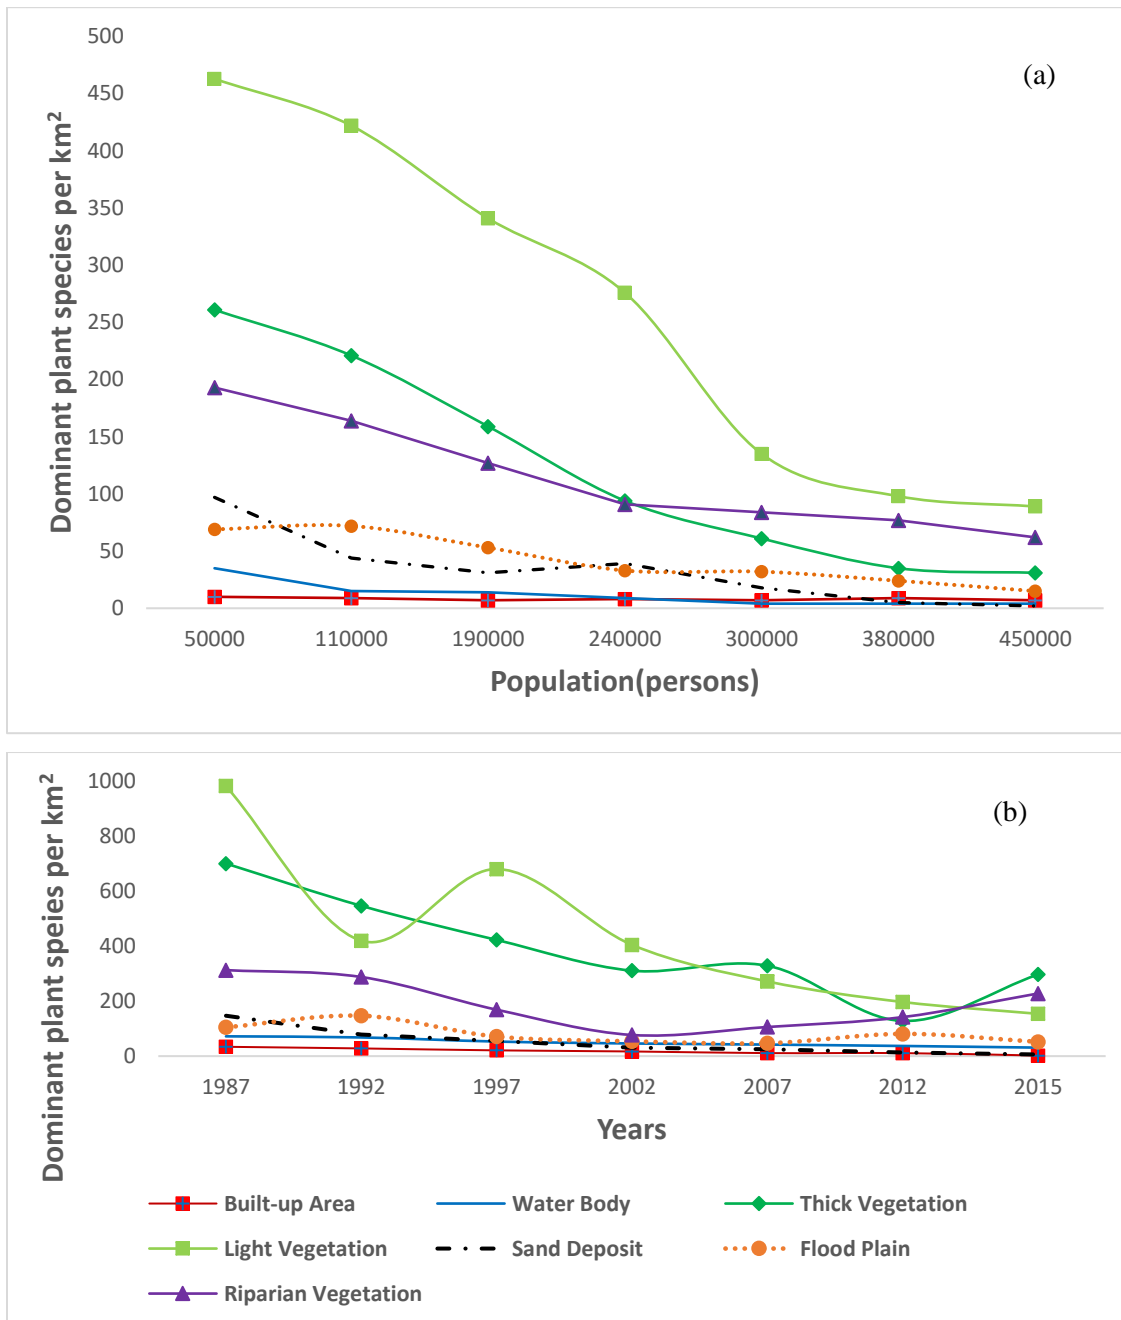 (a)
Dominant plant species per km²
500
450
400
350
300
250
200
150
100
50
0
50000 110000 190000 240000 300000 380000 450000
Population(persons)
(b)
Dominant plant speies per km²
1000
800
600
400
200
0
1987 1992 1997 2002 2007 2012 2015
Years
Built-up Area Water Body Thick Vegetation
Light Vegetation Sand Deposit Flood Plain
Riparian Vegetation